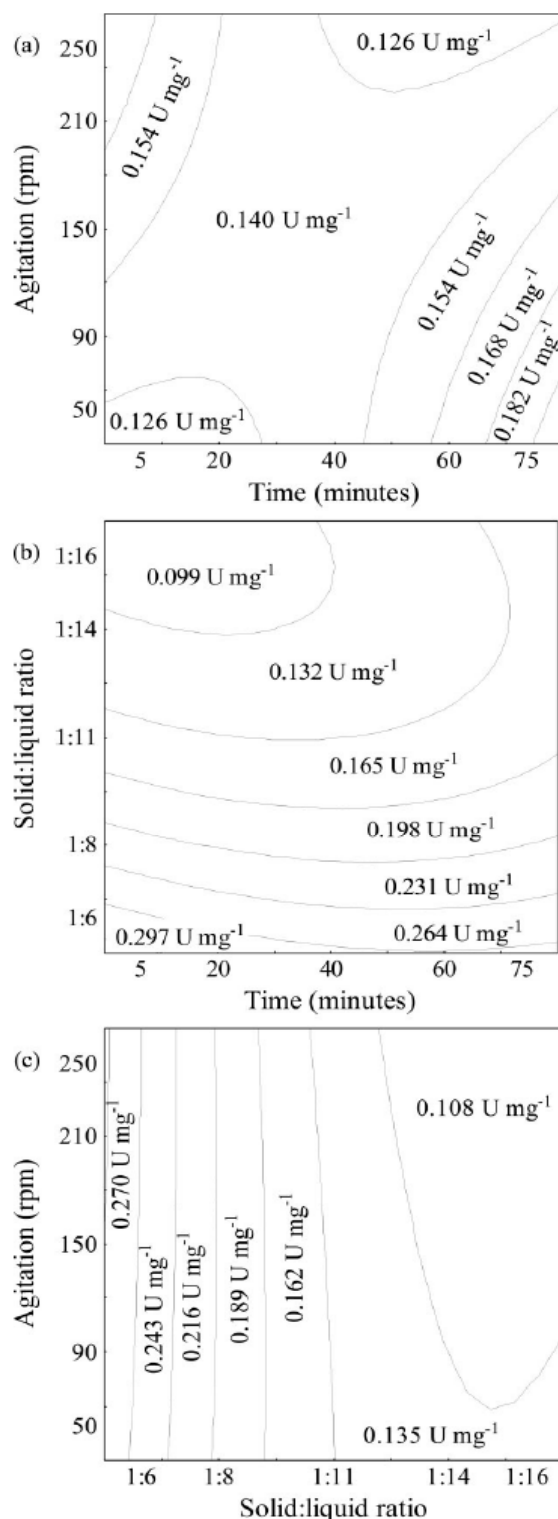 (a)
250
210
150
90
50
Agitation (rpm)
0.126 U mg⁻¹
0.154 U mg⁻¹
0.140 U mg⁻¹
0.154 U mg⁻¹
0.168 U mg⁻¹
0.182 U mg⁻¹
0.126 U mg⁻¹
5 20 40 60 75
Time (minutes)
(b)
1:16
1:14
1:11
1:8
1:6
Solid:liquid ratio
0.099 U mg⁻¹
0.132 U mg⁻¹
0.165 U mg⁻¹
0.198 U mg⁻¹
0.231 U mg⁻¹
0.264 U mg⁻¹
0.297 U mg⁻¹
5 20 40 60 75
Time (minutes)
(c)
250
210
150
90
50
Agitation (rpm)
0.270 U mg⁻¹
0.243 U mg⁻¹
0.216 U mg⁻¹
0.189 U mg⁻¹
0.162 U mg⁻¹
0.108 U mg⁻¹
0.135 U mg⁻¹
1:6 1:8 1:11 1:14 1:16
Solid:liquid ratio